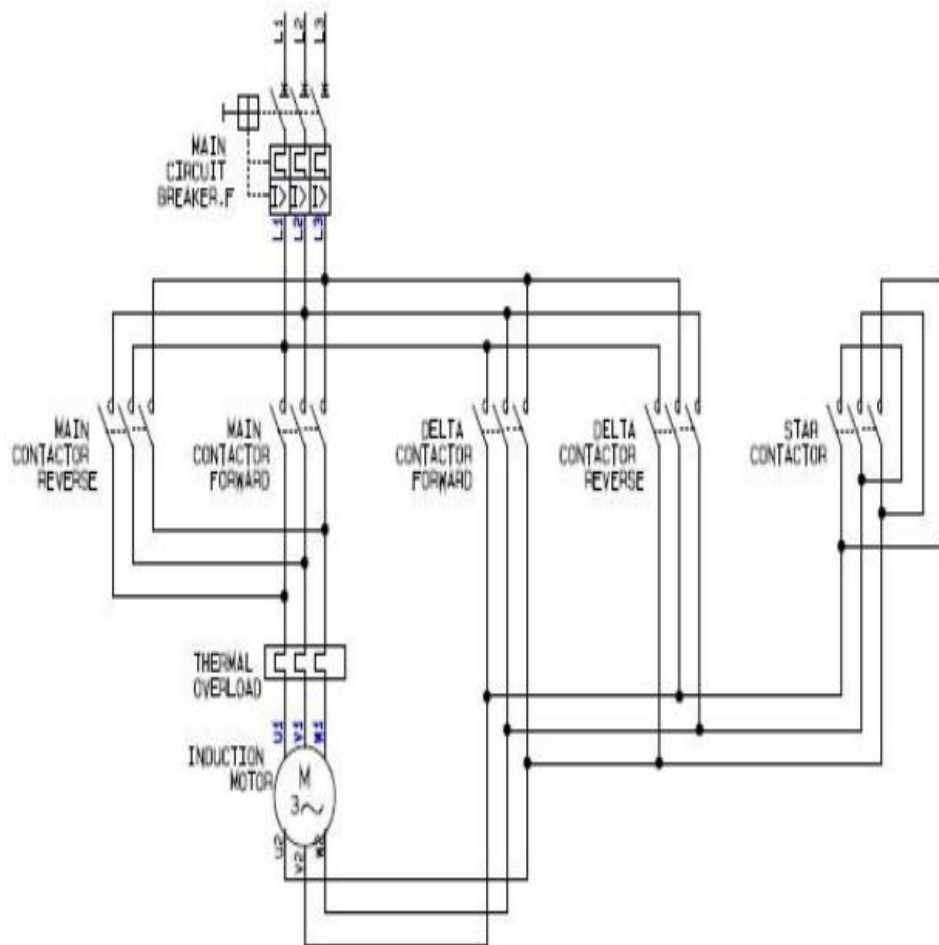 L1 L2 L3
MAIN
CIRCUIT
BREAKER.F
I> I> I>
L1 L2 L3
MAIN
CONTACTOR
REVERSE
MAIN
CONTACTOR
FORWARD
DELTA
CONTACTOR
FORWARD
DELTA
CONTACTOR
REVERSE
STAR
CONTACTOR
THERMAL
OVERLOAD
U1 V1 W1
INDUCTION
MOTOR
M
3~
U2 V2 W2